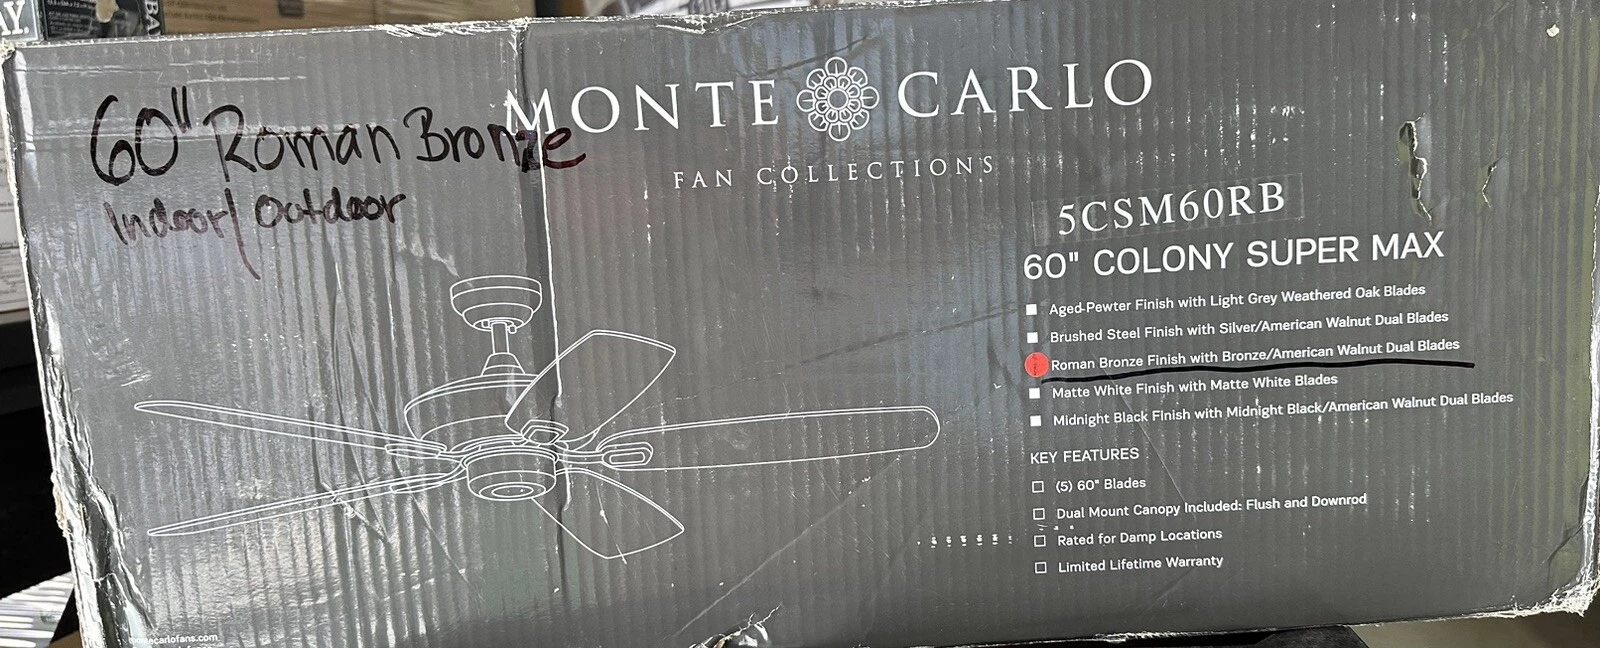 AY.
BA
60" Roman Bronze
Indoor/Outdoor
MONTE CARLO
FAN COLLECTIONS
5CSM60RB
60" COLONY SUPER MAX
Aged-Pewter Finish with Light Grey Weathered Oak Blades
Brushed Steel Finish with Silver/American Walnut Dual Blades
Roman Bronze Finish with Bronze/American Walnut Dual Blades
Matte White Finish with Matte White Blades
Midnight Black Finish with Midnight Black/American Walnut Dual Blades
KEY FEATURES
(5) 60" Blades
Dual Mount Canopy Included: Flush and Downrod
Rated for Damp Locations
Limited Lifetime Warranty
montecarlofans.com